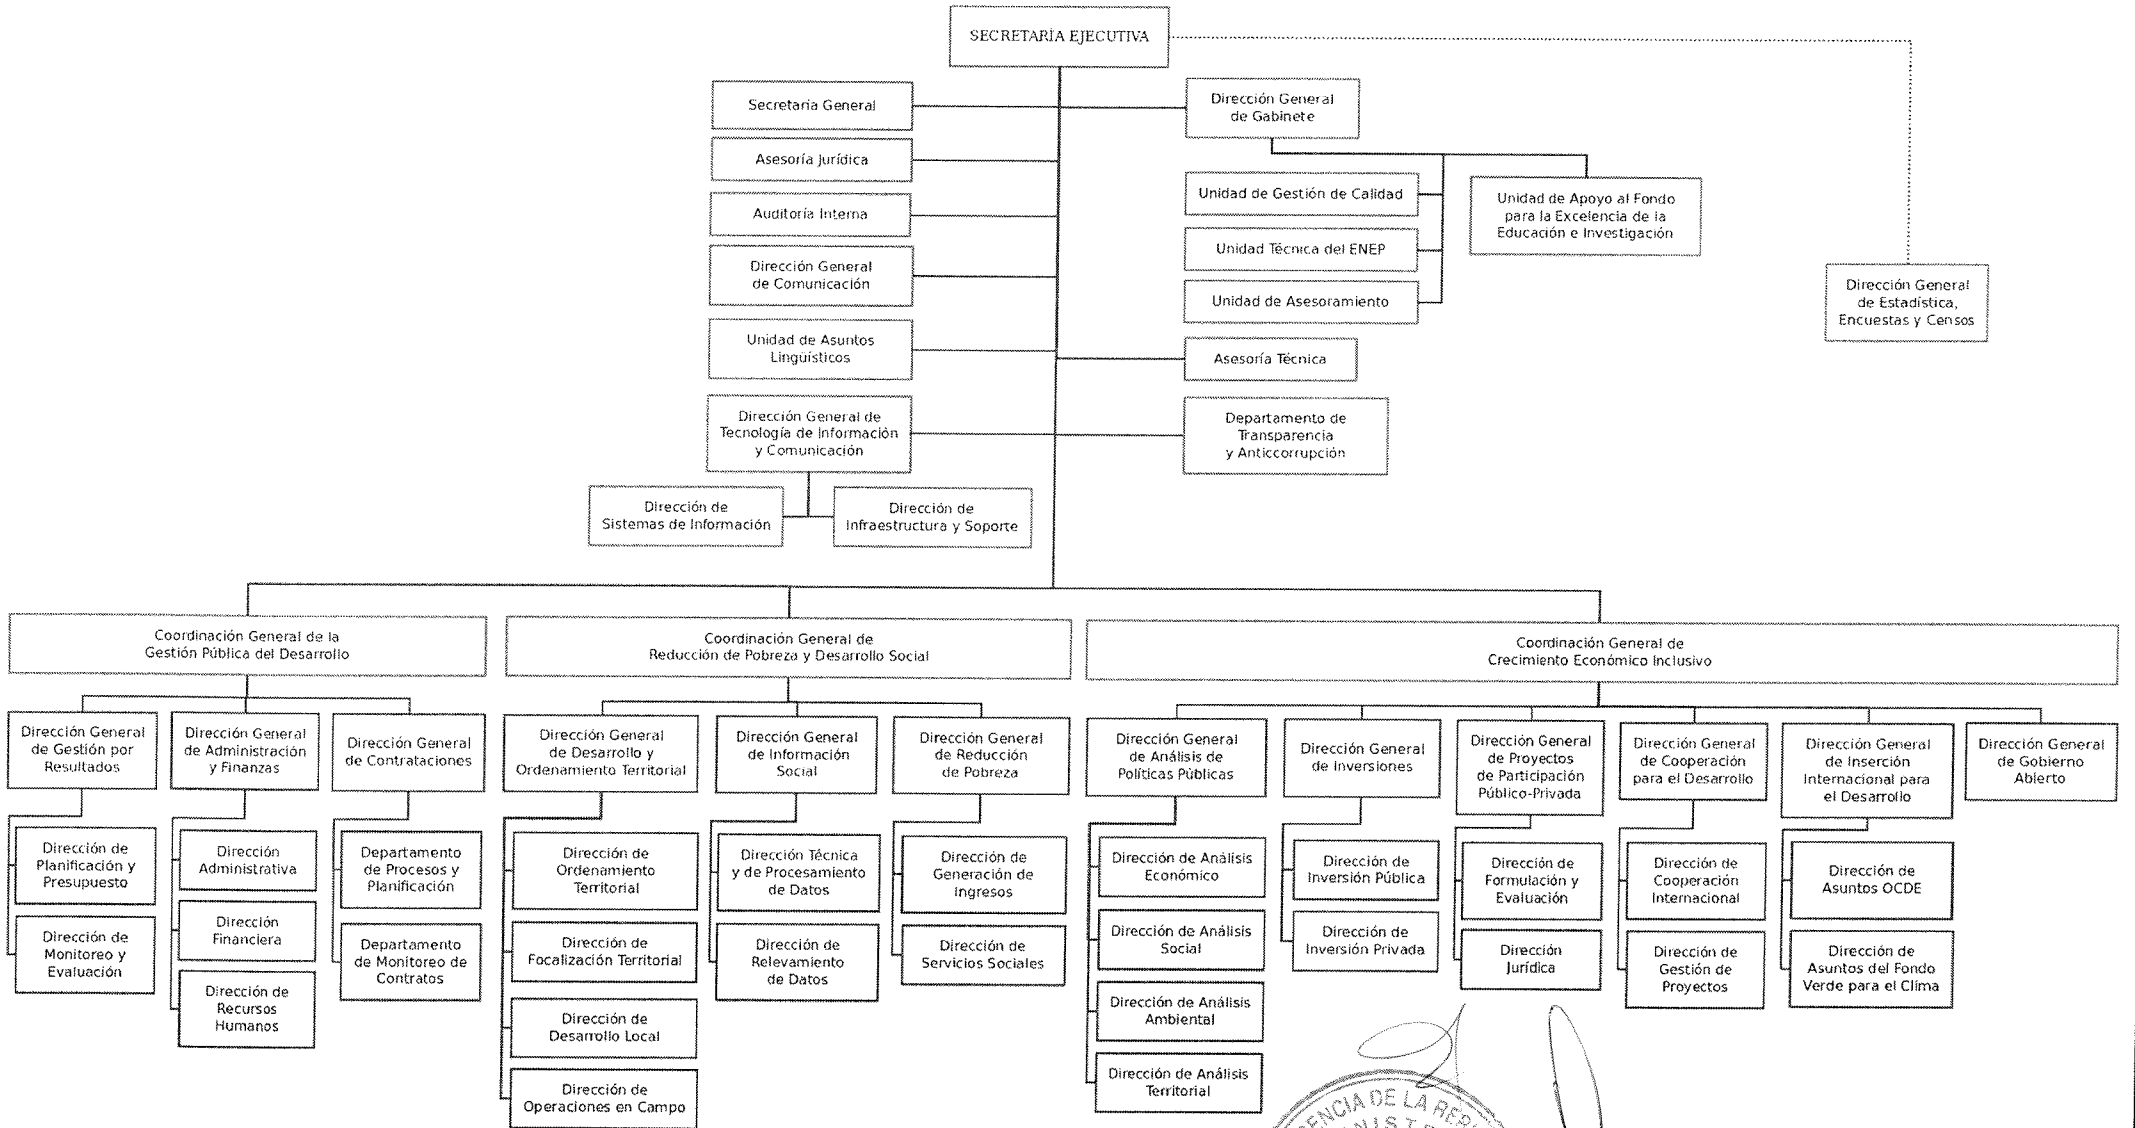 SECRETARÍA EJECUTIVA
Secretaría General
Dirección General
de Gabinete
Asesoría Jurídica
Auditoría Interna
Dirección General
de Comunicación
Unidad de Asuntos
Lingüísticos
Dirección General de
Tecnología de Información
y Comunicación
Dirección de
Sistemas de Información
Dirección de
Infraestructura y Soporte
Unidad de Gestión de Calidad
Unidad Técnica del ENEP
Unidad de Asesoramiento
Unidad de Apoyo al Fondo
para la Excelencia de la
Educación e Investigación
Asesoría Técnica
Departamento de
Transparencia
y Anticcorrupción
Dirección General
de Estadística,
Encuestas y Censos
Coordinación General de la
Gestión Pública del Desarrollo
Dirección General
de Gestión por
Resultados
Dirección de
Planificación y
Presupuesto
Dirección de
Monitoreo y
Evaluación
Dirección General
de Administración
y Finanzas
Dirección
Administrativa
Dirección
Financiera
Dirección de
Recursos
Humanos
Dirección General
de Contrataciones
Departamento
de Procesos y
Planificación
Departamento
de Monitoreo de
Contratos
Coordinación General de
Reducción de Pobreza y Desarrollo Social
Dirección General
de Desarrollo y
Ordenamiento Territorial
Dirección de
Ordenamiento
Territorial
Dirección de
Focalización Territorial
Dirección de
Desarrollo Local
Dirección de
Operaciones en Campo
Dirección General
de Información
Social
Dirección Técnica
y de Procesamiento
de Datos
Dirección de
Relevamiento
de Datos
Dirección General
de Reducción
de Pobreza
Dirección de
Generación de
Ingresos
Dirección de
Servicios Sociales
Coordinación General de
Crecimiento Económico Inclusivo
Dirección General
de Análisis de
Políticas Públicas
Dirección de Análisis
Económico
Dirección de Análisis
Social
Dirección de Análisis
Ambiental
Dirección de Análisis
Territorial
Dirección General
de Inversiones
Dirección de
Inversión Pública
Dirección de
Inversión Privada
Dirección General
de Proyectos
de Participación
Público-Privada
Dirección de
Formulación y
Evaluación
Dirección
Jurídica
Dirección General
de Cooperación
para el Desarrollo
Dirección de
Cooperación
Internacional
Dirección de
Gestión de
Proyectos
Dirección General
de Inserción
Internacional para
el Desarrollo
Dirección de
Asuntos OCDE
Dirección de
Asuntos del Fondo
Verde para el Clima
Dirección General
de Gobierno
Abierto
DE LA